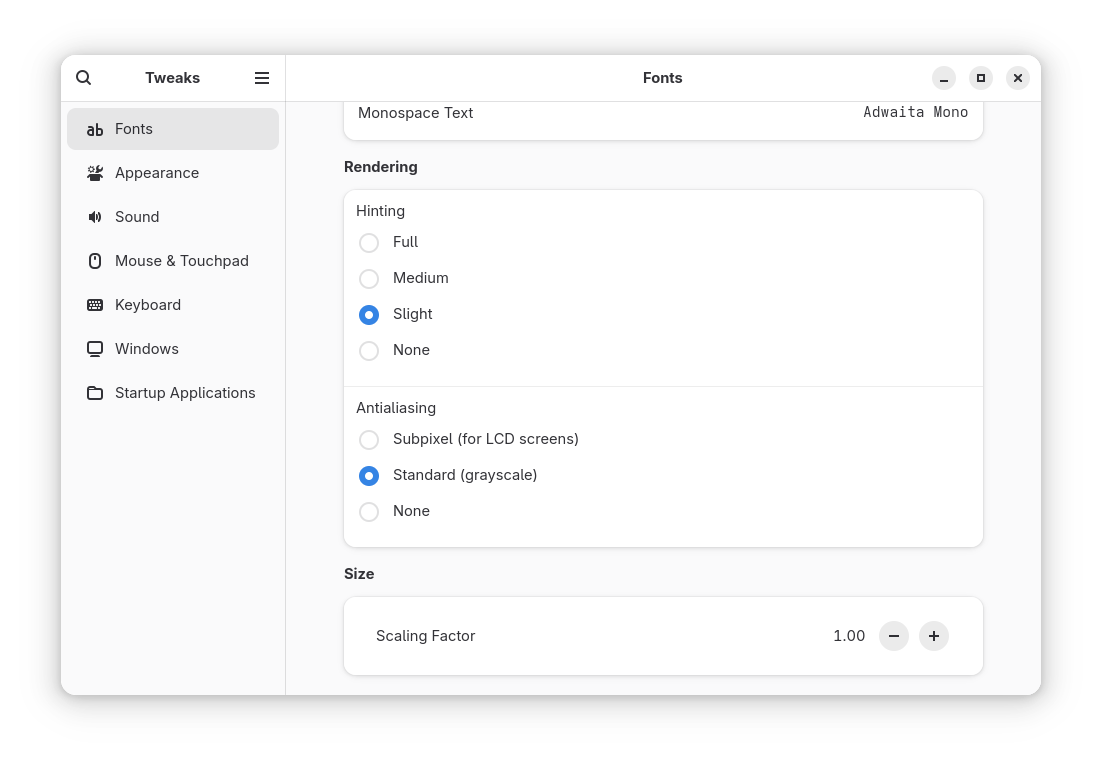 Tweaks
Fonts
Fonts
Appearance
Sound
Mouse & Touchpad
Keyboard
Windows
Startup Applications
Monospace Text Adwaita Mono
Rendering
Hinting
Full
Medium
Slight
None
Antialiasing
Subpixel (for LCD screens)
Standard (grayscale)
None
Size
Scaling Factor 1.00